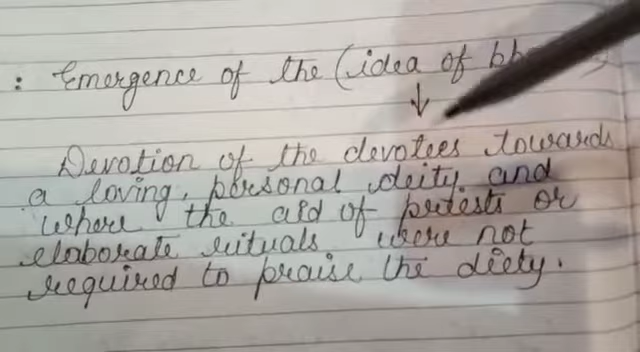 : Emergence of the (idea of
↓
Devotion of the devotees towards
a loving, personal deity and
where the aid of preists or
elaborate rituals were not
required to praise the diety.